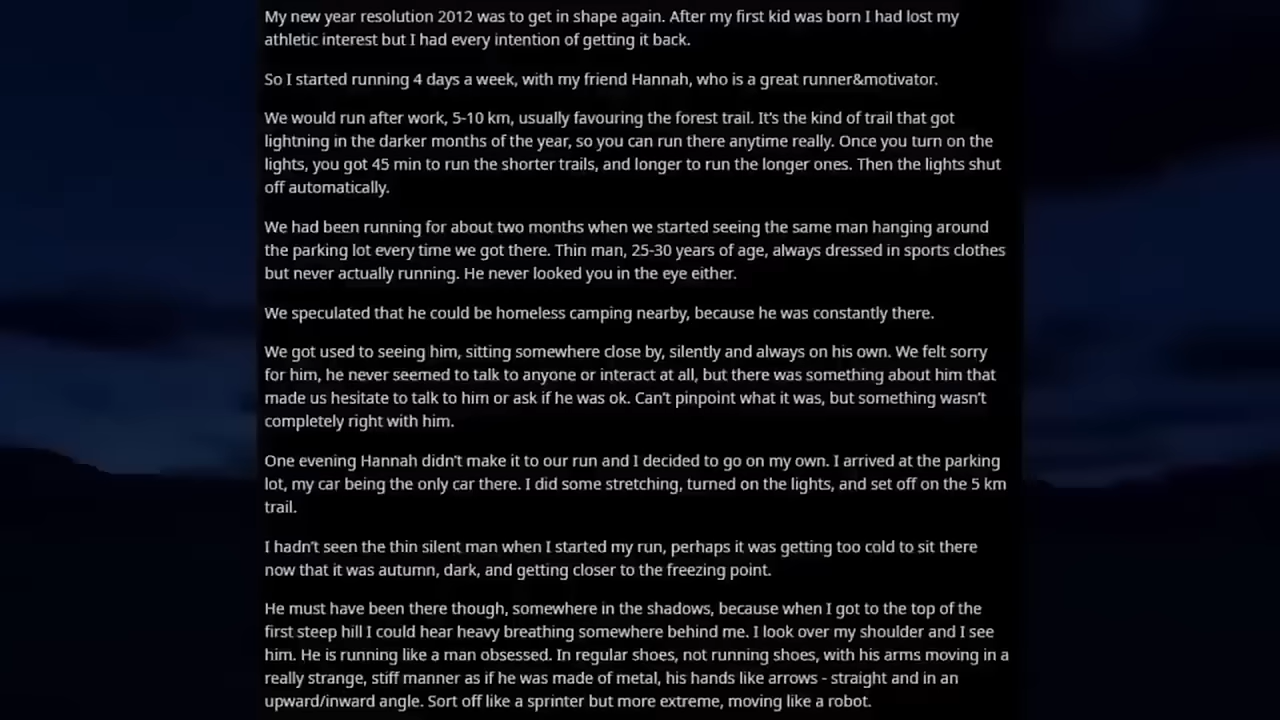 My new year resolution 2012 was to get in shape again. After my first kid was born I had lost my
athletic interest but I had every intention of getting it back.
So I started running 4 days a week, with my friend Hannah, who is a great runner&motivator.
We would run after work, 5-10 km, usually favouring the forest trail. It's the kind of trail that got
lightning in the darker months of the year, so you can run there anytime really. Once you turn on the
lights, you got 45 min to run the shorter trails, and longer to run the longer ones. Then the lights shut
off automatically.
We had been running for about two months when we started seeing the same man hanging around
the parking lot every time we got there. Thin man, 25-30 years of age, always dressed in sports clothes
but never actually running. He never looked you in the eye either.
We speculated that he could be homeless camping nearby, because he was constantly there.
We got used to seeing him, sitting somewhere close by, silently and always on his own. We felt sorry
for him, he never seemed to talk to anyone or interact at all, but there was something about him that
made us hesitate to talk to him or ask if he was ok. Can't pinpoint what it was, but something wasn't
completely right with him.
One evening Hannah didn't make it to our run and I decided to go on my own. I arrived at the parking
lot, my car being the only car there. I did some stretching, turned on the lights, and set off on the 5 km
trail.
I hadn't seen the thin silent man when I started my run, perhaps it was getting too cold to sit there
now that it was autumn, dark, and getting closer to the freezing point.
He must have been there though, somewhere in the shadows, because when I got to the top of the
first steep hill I could hear heavy breathing somewhere behind me. I look over my shoulder and I see
him. He is running like a man obsessed. In regular shoes, not running shoes, with his arms moving in a
really strange, stiff manner as if he was made of metal, his hands like arrows - straight and in an
upward/inward angle. Sort off like a sprinter but more extreme, moving like a robot.